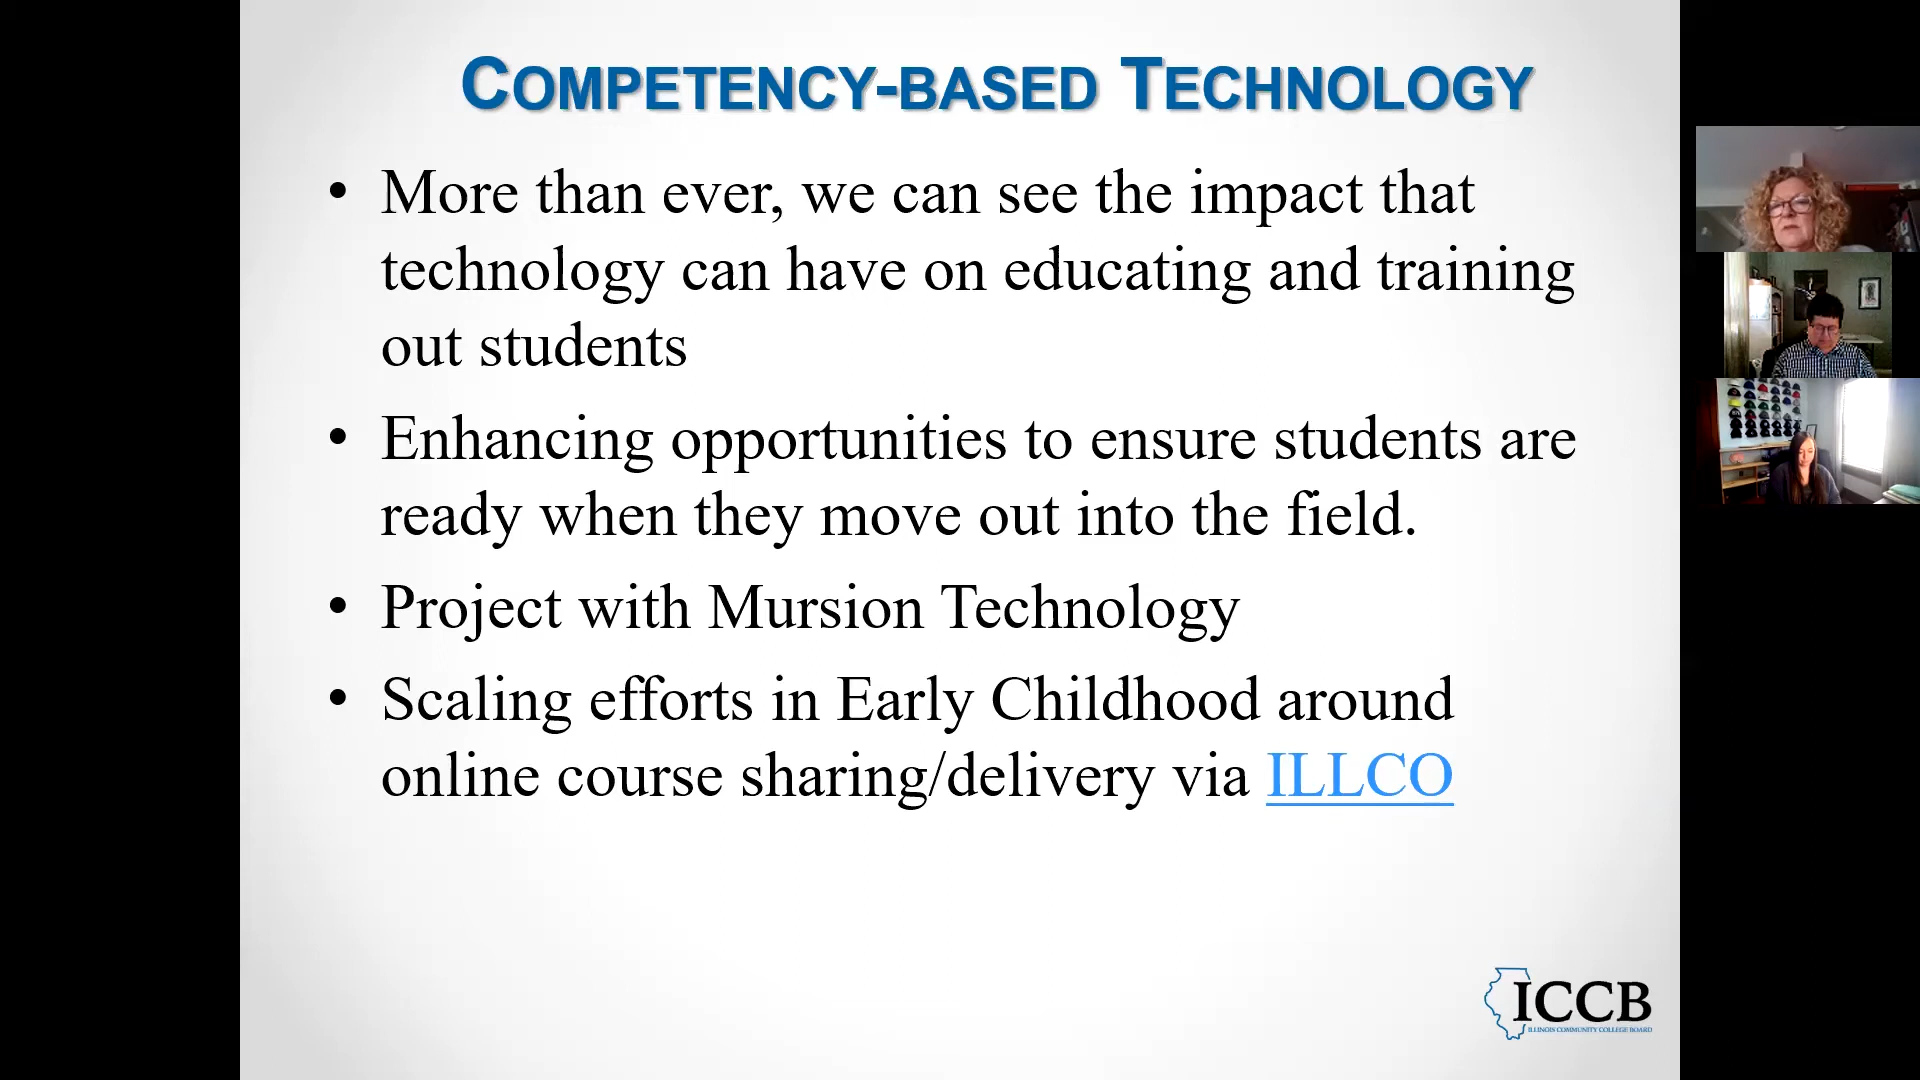 COMPETENCY-BASED TECHNOLOGY
• More than ever, we can see the impact that
technology can have on educating and training
out students
• Enhancing opportunities to ensure students are
ready when they move out into the field.
• Project with Mursion Technology
• Scaling efforts in Early Childhood around
online course sharing/delivery via ILLCO
ICCB
ILLINOIS COMMUNITY COLLEGE BOARD